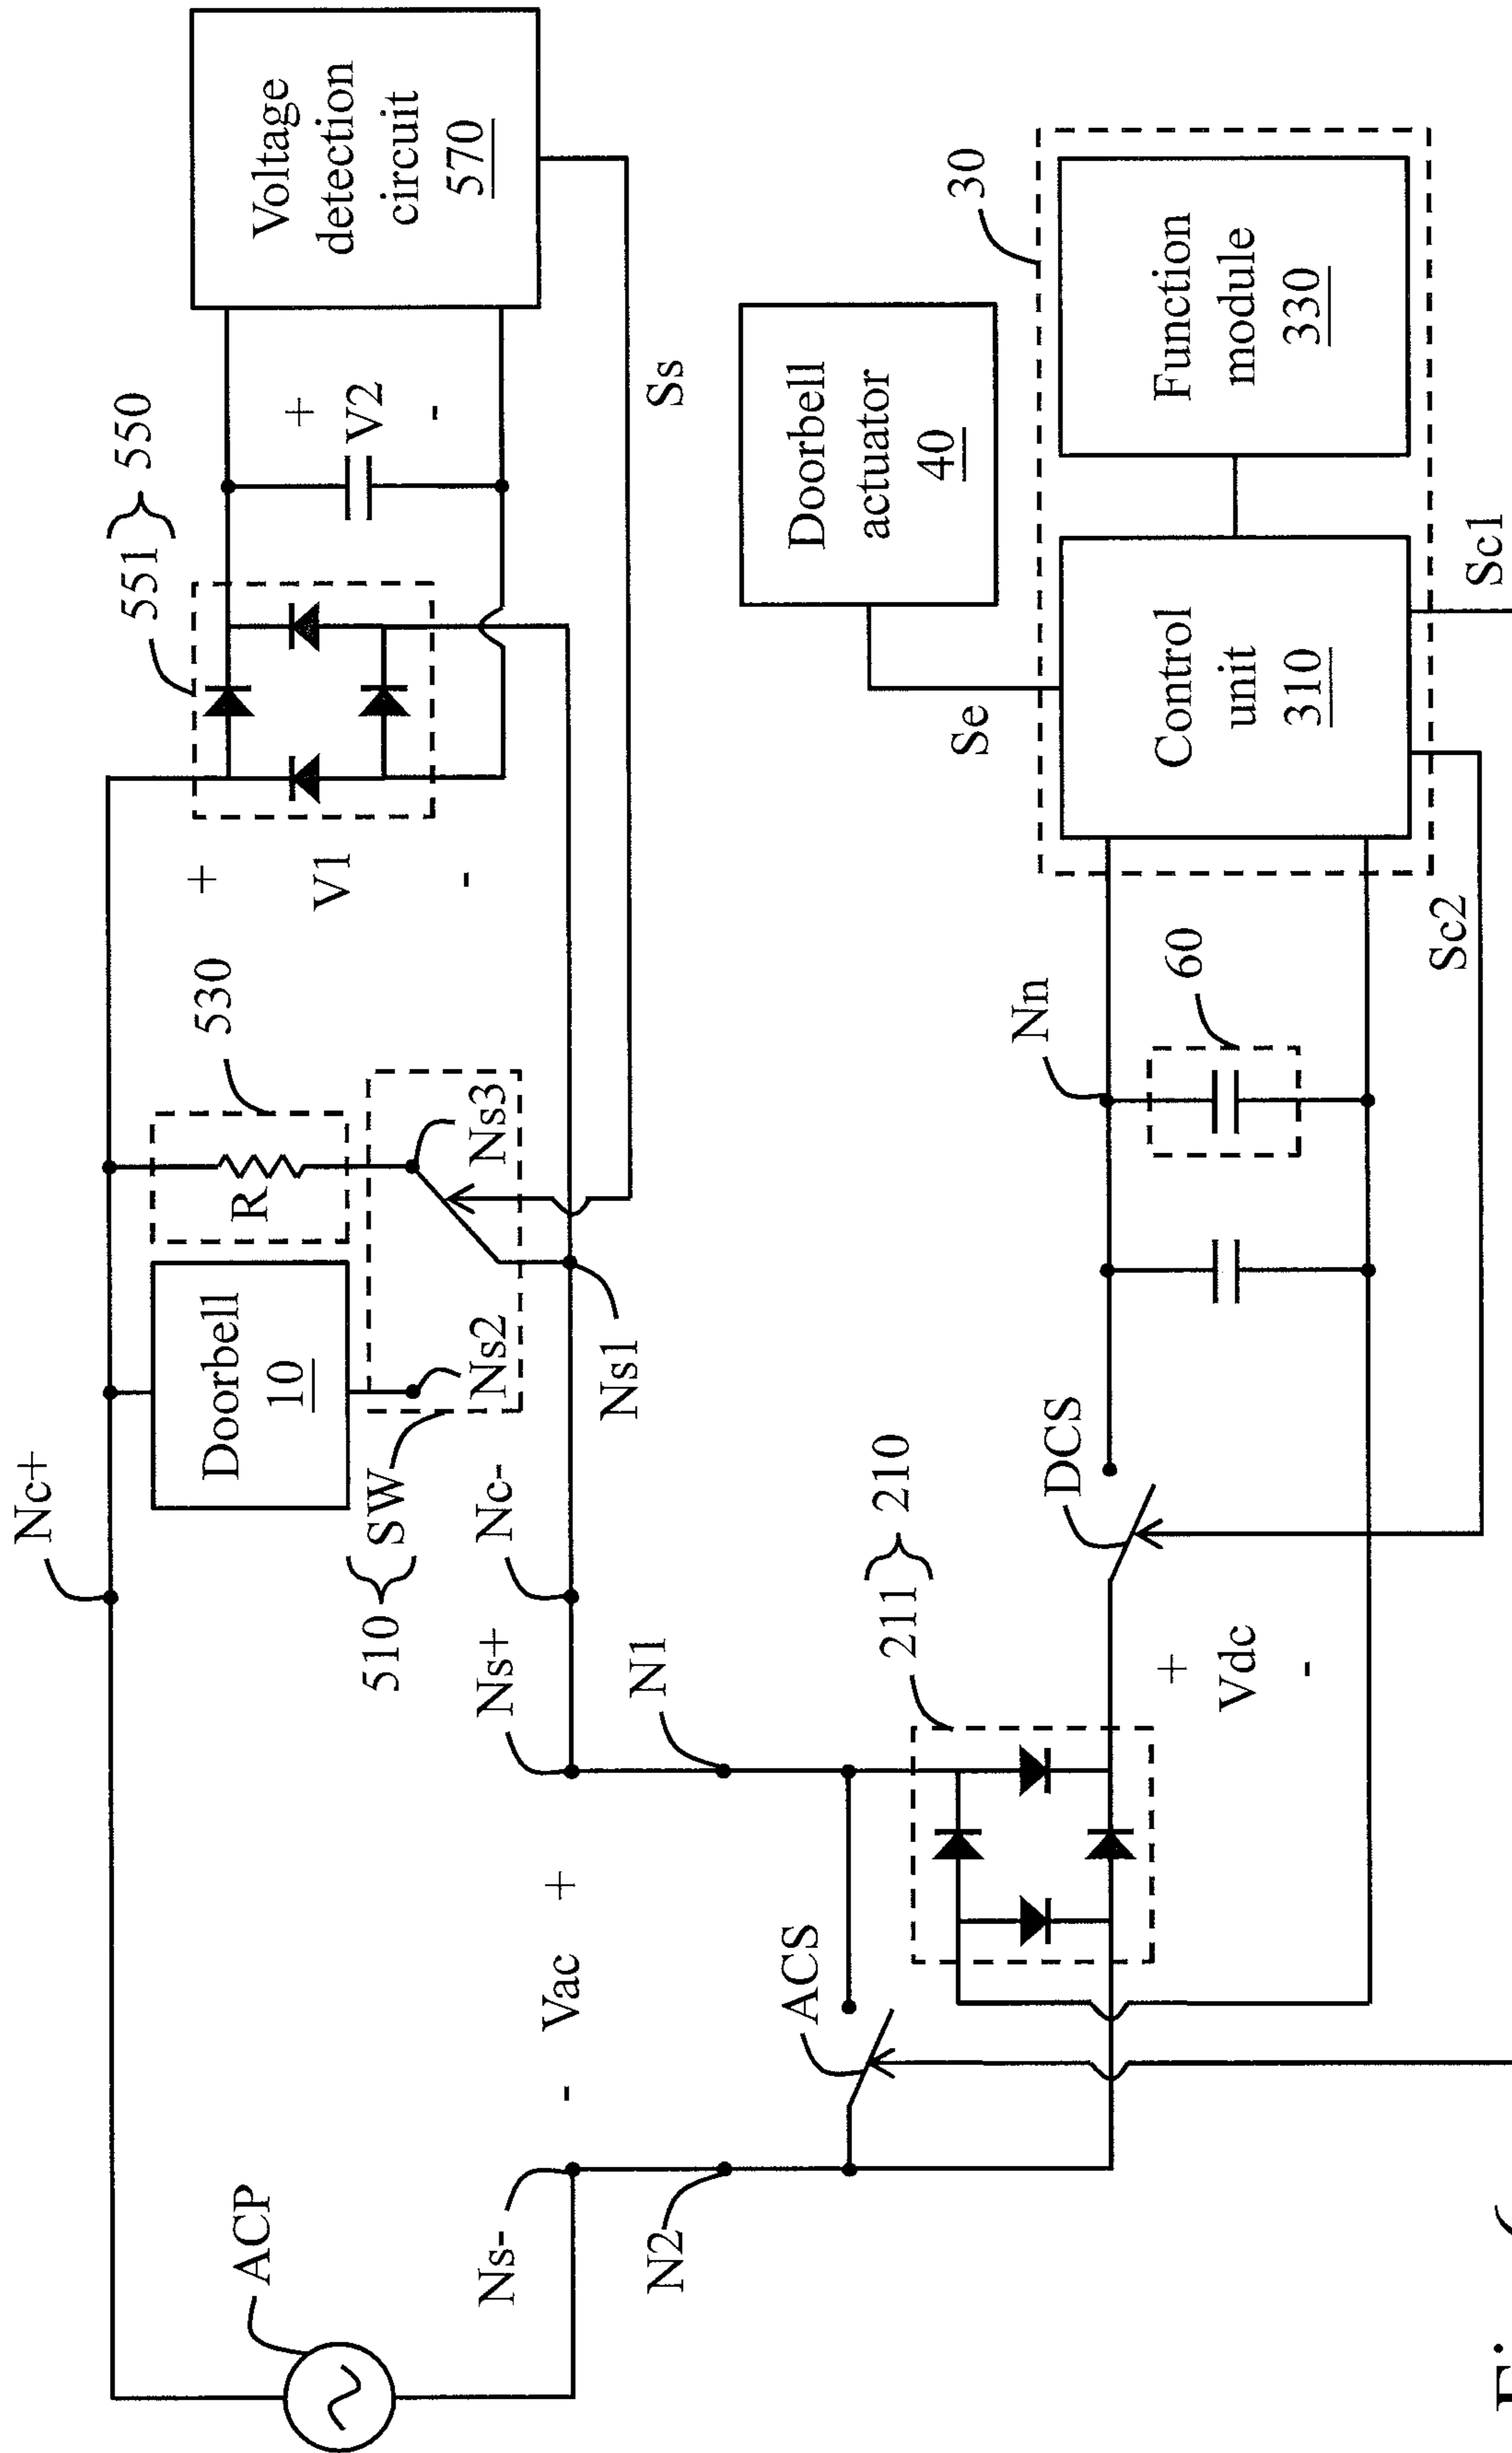 ACP
Nc+
Doorbell
10
R
530
551
550
Voltage
detection
circuit
570
+
V1
-
+
V2
-
510
SW
Ns2
Ns3
Ns1
Nc-
Ns+
Ns-
- Vac +
N1
N2
Ss
ACS
211
210
+
Vdc
-
DCS
Nn
60
Se
Doorbell
actuator
40
30
Control
unit
310
Function
module
330
Sc2
Sc1